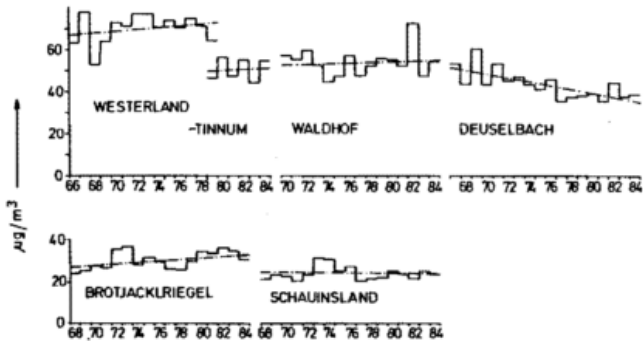 60
40
20
0
WESTERLAND
-TINNUM
WALDHOF
DEUSELBACH
66 68 70 72 74 76 78 80 82 84
70 72 74 76 78 80 82 84
66 68 70 72 74 76 78 80 82 84
µg/m³
40
20
0
BROTJACKLRIEGEL
SCHAUINSLAND
68 70 72 74 76 78 80 82 84
68 70 72 74 76 78 80 82 84